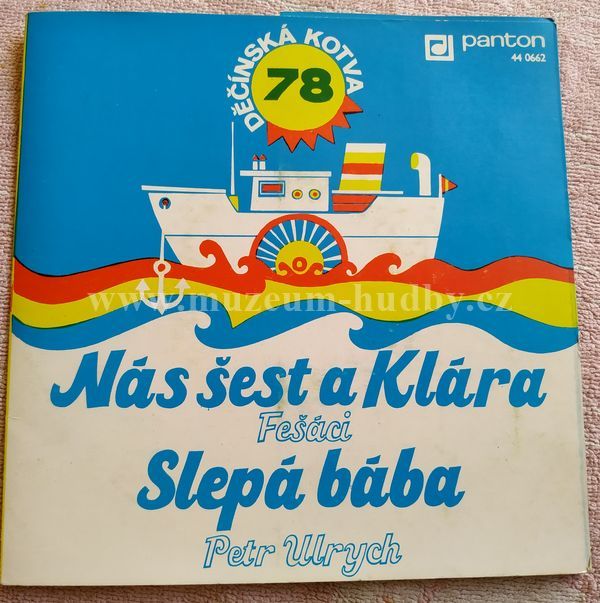 DĚČÍNSKÁ KOTVA
78
panton
44 0662
www.muzeum-hudby.cz
Nás šest a Klára
Fešáci
Slepá bába
Petr Ulrych